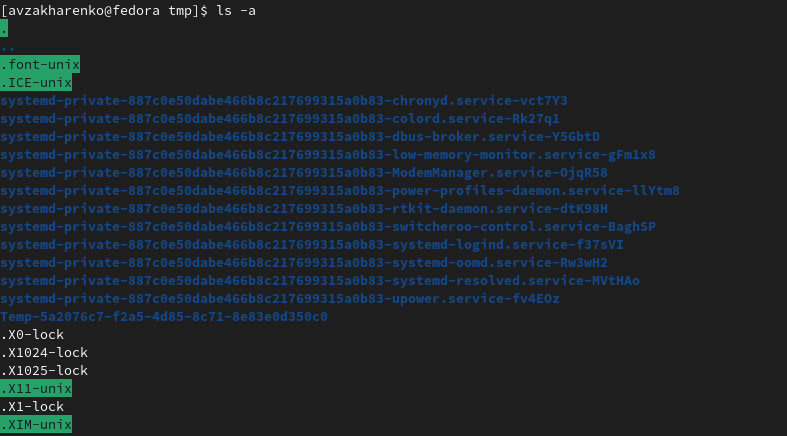 [avzakharenko@fedora tmp]$ ls -a
.
..
.font-unix
.ICE-unix
systemd-private-887c0e50dabe466b8c217699315a0b83-chronyd.service-vct7Y3
systemd-private-887c0e50dabe466b8c217699315a0b83-colord.service-Rk27q1
systemd-private-887c0e50dabe466b8c217699315a0b83-dbus-broker.service-Y5GbtD
systemd-private-887c0e50dabe466b8c217699315a0b83-low-memory-monitor.service-gFm1x8
systemd-private-887c0e50dabe466b8c217699315a0b83-ModemManager.service-OjqR58
systemd-private-887c0e50dabe466b8c217699315a0b83-power-profiles-daemon.service-llYtm8
systemd-private-887c0e50dabe466b8c217699315a0b83-rtkit-daemon.service-dtK98H
systemd-private-887c0e50dabe466b8c217699315a0b83-switcheroo-control.service-BaghSP
systemd-private-887c0e50dabe466b8c217699315a0b83-systemd-logind.service-f37sVI
systemd-private-887c0e50dabe466b8c217699315a0b83-systemd-oomd.service-Rw3wH2
systemd-private-887c0e50dabe466b8c217699315a0b83-systemd-resolved.service-MVtHAo
systemd-private-887c0e50dabe466b8c217699315a0b83-upower.service-fv4EOz
Temp-5a2076c7-f2a5-4d85-8c71-8e83e0d350c0
.X0-lock
.X1024-lock
.X1025-lock
.X11-unix
.X1-lock
.XIM-unix